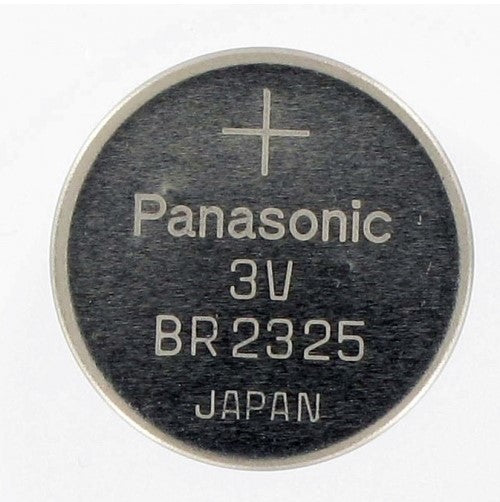 +
Panasonic
3V
BR2325
JAPAN